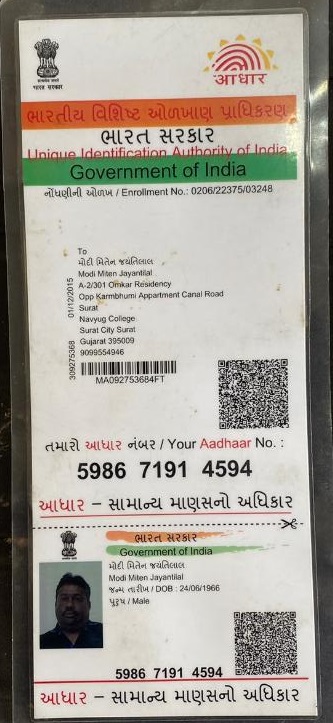 भारत सरकार
आधार
ભારતીય વિશિષ્ટ ઓળખાણ પ્રાધિકરણ
ભારત સરકાર
Unique Identification Authority of India
Government of India
નોંધણીની ઓળખ / Enrollment No.: 0206/22375/03248
To
મોદી મિતેન જયંતિલાલ
Modi Miten Jayantilal
A-2/301 Omkar Residency
Opp Karmbhumi Appartment Canal Road
Surat
Navyug College
Surat City Surat
Gujarat 395009
9099554946
309275368 01/12/2015
MA092753684FT
તમારો આધાર નંબર / Your Aadhaar No. :
5986 7191 4594
આધાર – સામાન્ય માણસનો અધિકાર
ભારત સરકાર
Government of India
મોદી મિતેન જયંતિલાલ
Modi Miten Jayantilal
જન્મ તારીખ / DOB : 24/06/1966
પુરુષ / Male
5986 7191 4594
આધાર – સામાન્ય માણસનો અધિકાર